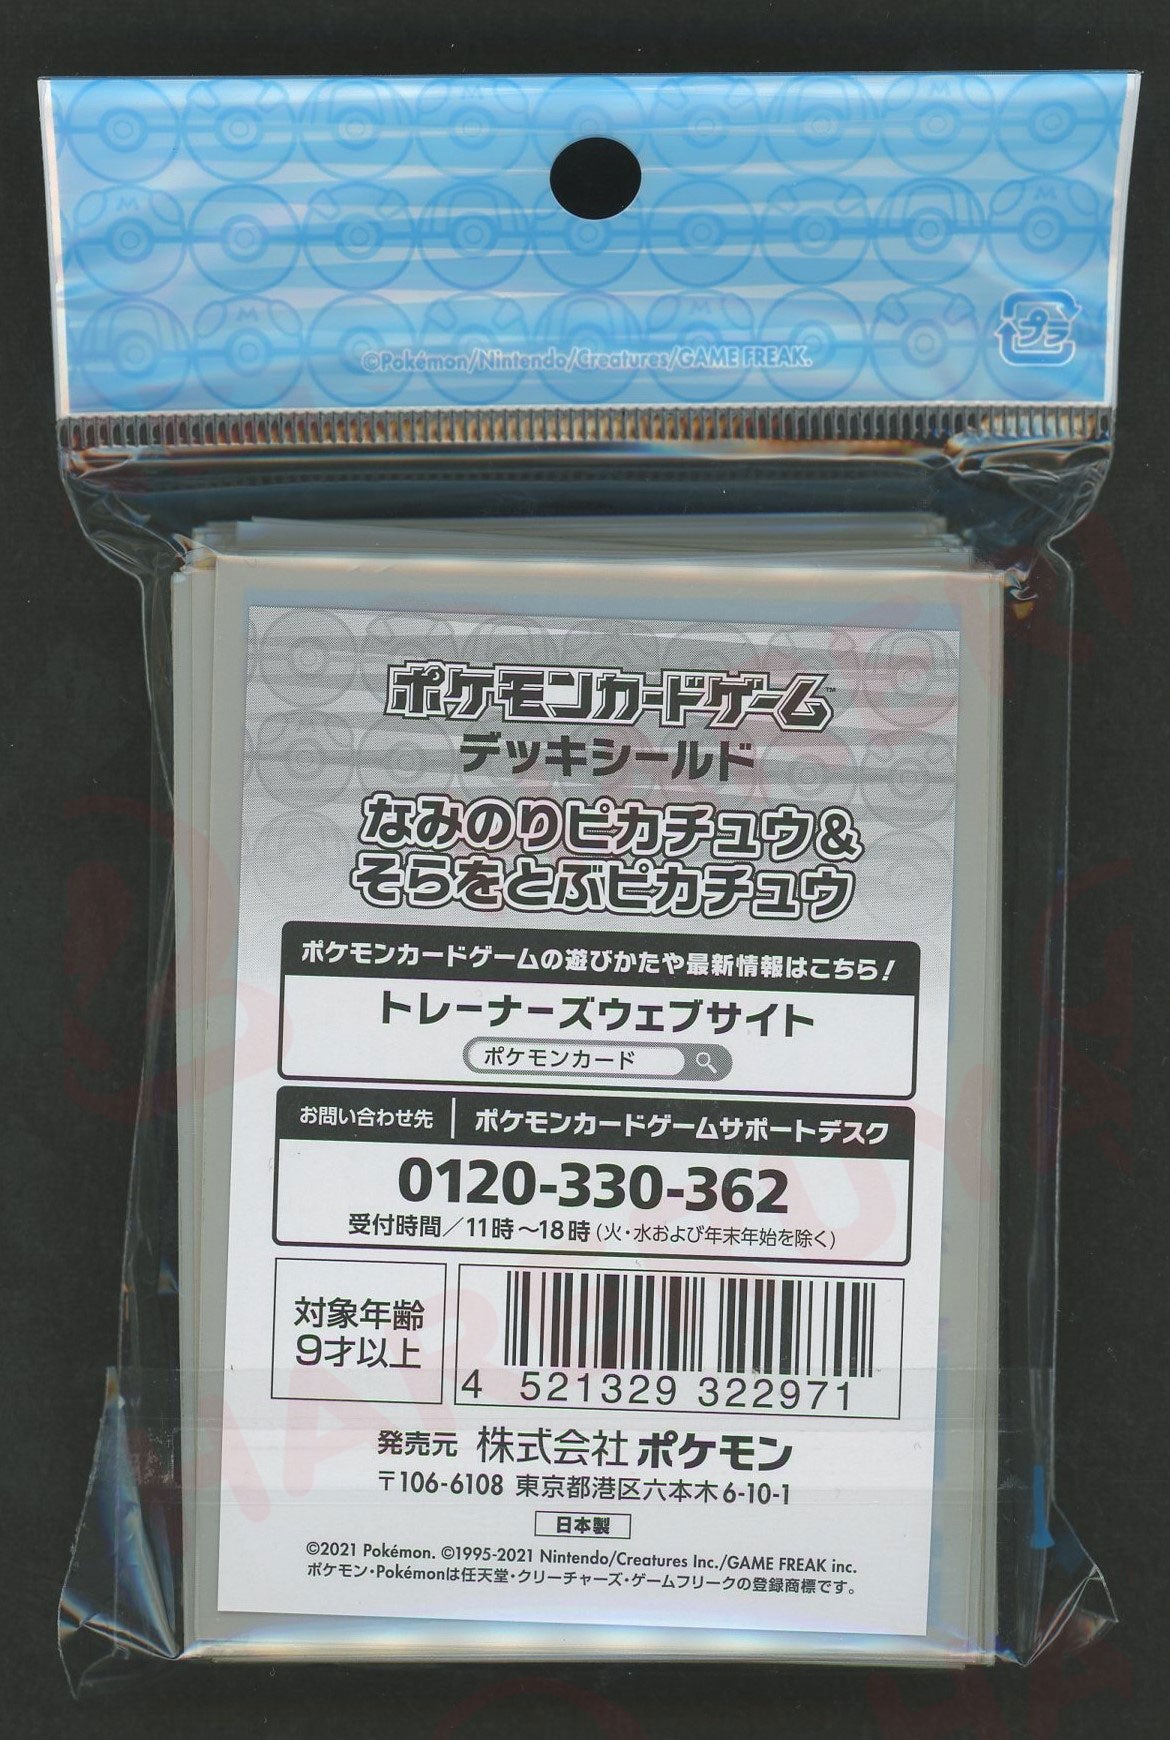 ©Pokémon/Nintendo/Creatures/GAME FREAK.
プラ
ポケモンカードゲーム™
デッキシールド
なみのりピカチュウ&
そらをとぶピカチュウ
ポケモンカードゲームの遊びかたや最新情報はこちら!
トレーナーズウェブサイト
ポケモンカード
お問い合わせ先 ポケモンカードゲームサポートデスク
0120-330-362
受付時間/11時~18時(火・水および年末年始を除く)
対象年齢
9才以上
4 521329 322971
発売元 株式会社ポケモン
〒106-6108 東京都港区六本木6-10-1
日本製
©2021 Pokémon. ©1995-2021 Nintendo/Creatures Inc./GAME FREAK inc.
ポケモン・Pokémonは任天堂・クリーチャーズ・ゲームフリークの登録商標です。